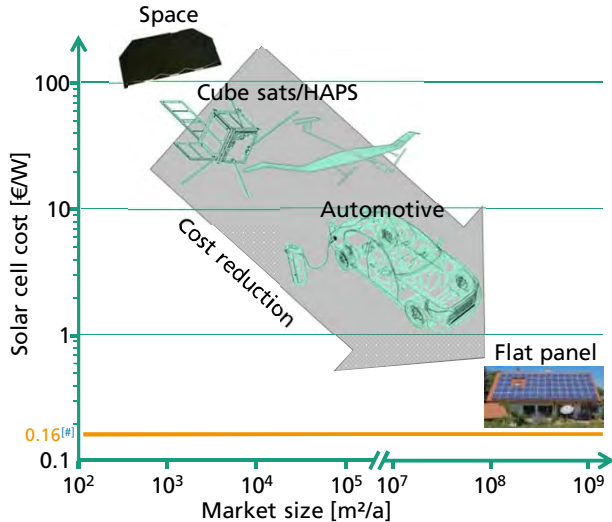 Space
100
Cube sats/HAPS
Solar cell cost [€/W]
10
Automotive
Cost reduction
1
Flat panel
0.16[#]
0.1
10² 10³ 10⁴ 10⁵ 10⁷ 10⁸ 10⁹
Market size [m²/a]